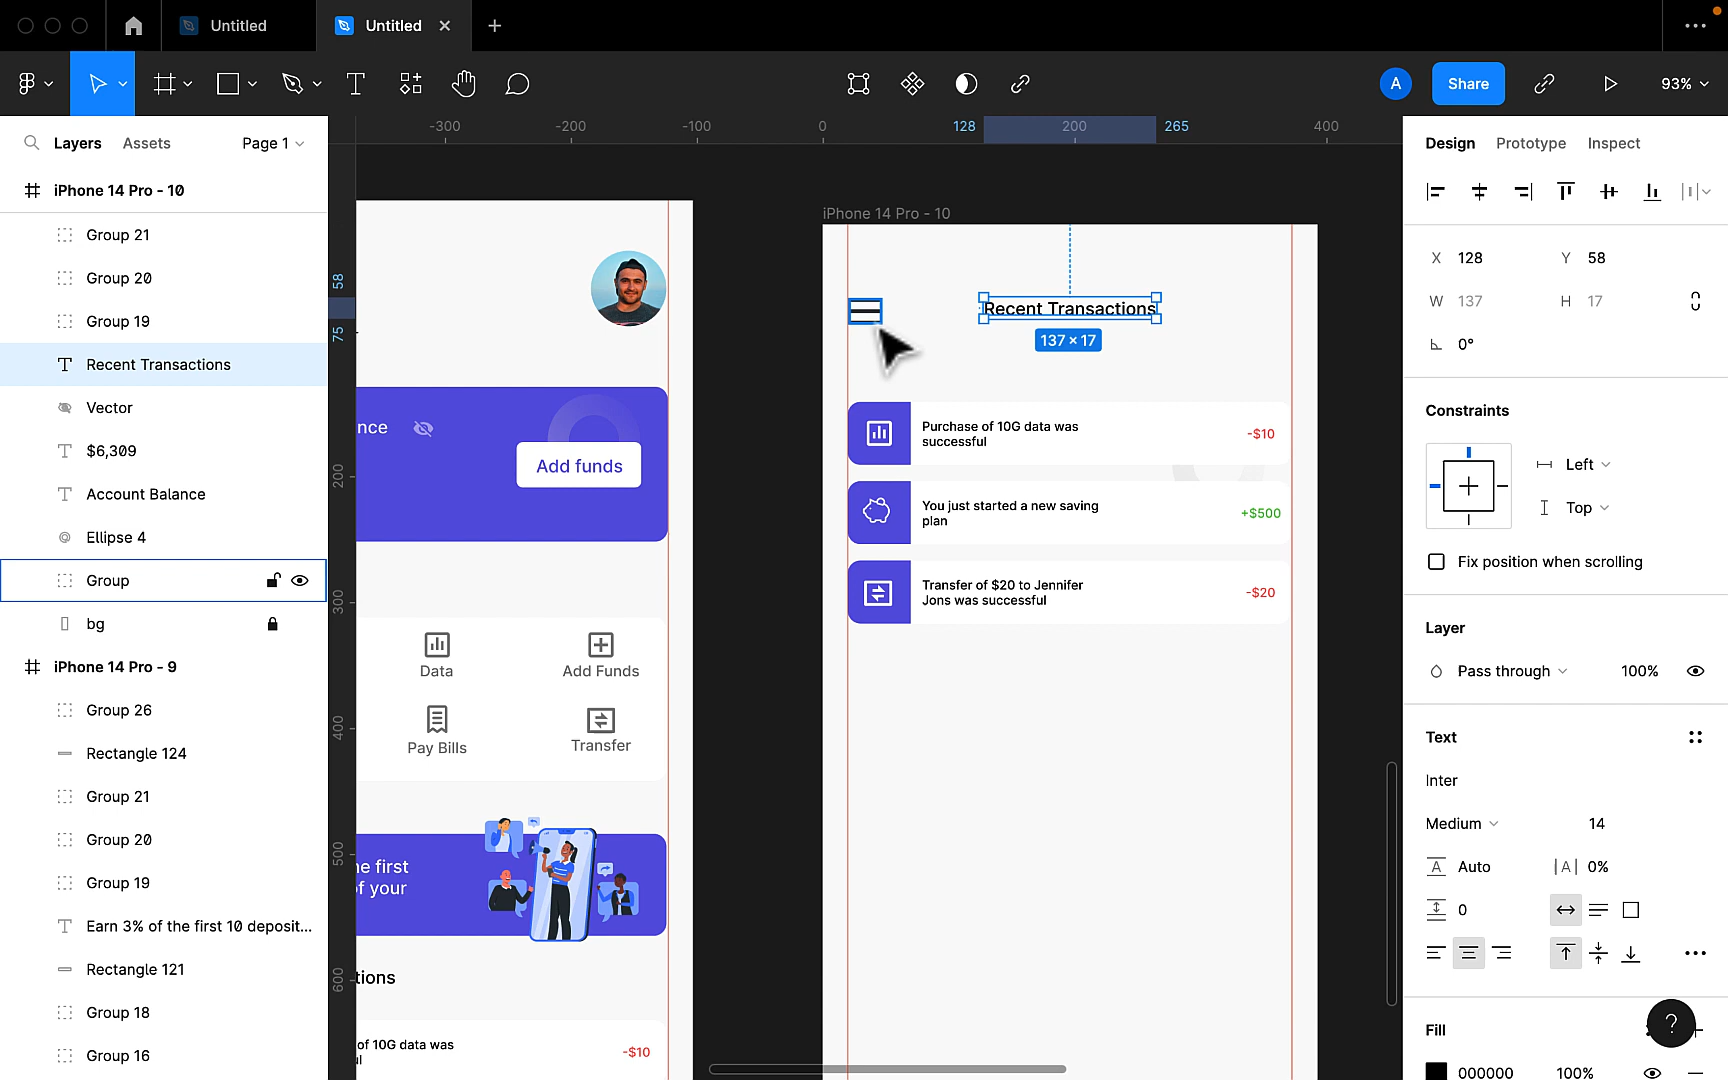 Untitled
Untitled
A
Share
93%
Layers
Assets
Page 1
iPhone 14 Pro - 10
Group 21
Group 20
Group 19
Recent Transactions
Vector
$6,309
Account Balance
Ellipse 4
Group
bg
iPhone 14 Pro - 9
Group 26
Rectangle 124
Group 21
Group 20
Group 19
Earn 3% of the first 10 deposit...
Rectangle 121
Group 18
Group 16
-300
-200
-100
0
128
200
265
400
58
75
200
300
400
500
600
nce
Add funds
Data
Add Funds
Pay Bills
Transfer
he first
of your
tions
of 10G data was
ul
-$10
iPhone 14 Pro - 10
Recent Transactions
137 × 17
Purchase of 10G data was
successful
-$10
You just started a new saving
plan
+$500
Transfer of $20 to Jennifer
Jons was successful
-$20
Design
Prototype
Inspect
X 128
Y 58
W 137
H 17
0°
Constraints
Left
Top
Fix position when scrolling
Layer
Pass through
100%
Text
Inter
Medium
14
Auto
0%
0
Fill
?
000000
100%